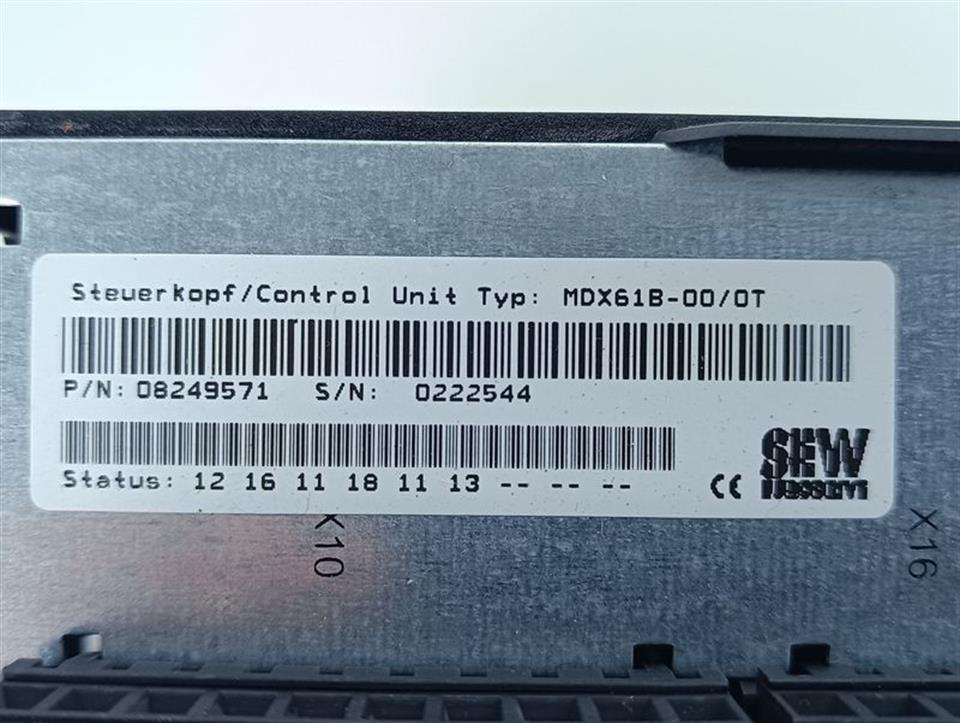 Steuerkopf/Control Unit Typ: MDX61B-00/0T
P/N: 08249571 S/N: 0222544
Status: 12 16 11 18 11 13 -- -- --
CE
SEW
X10
X16